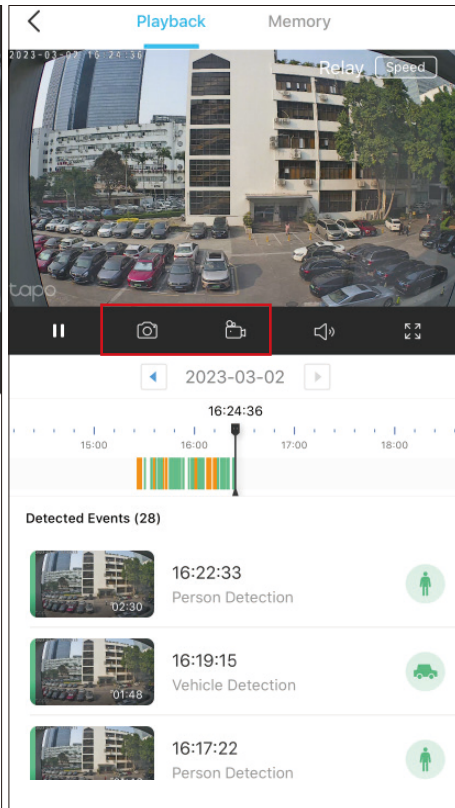 Playback Memory
2023-03-02 16:24:36
Relay Speed
tapo
2023-03-02
16:24:36
15:00 16:00 17:00 18:00
Detected Events (28)
16:22:33
Person Detection
02:30
16:19:15
Vehicle Detection
01:48
16:17:22
Person Detection